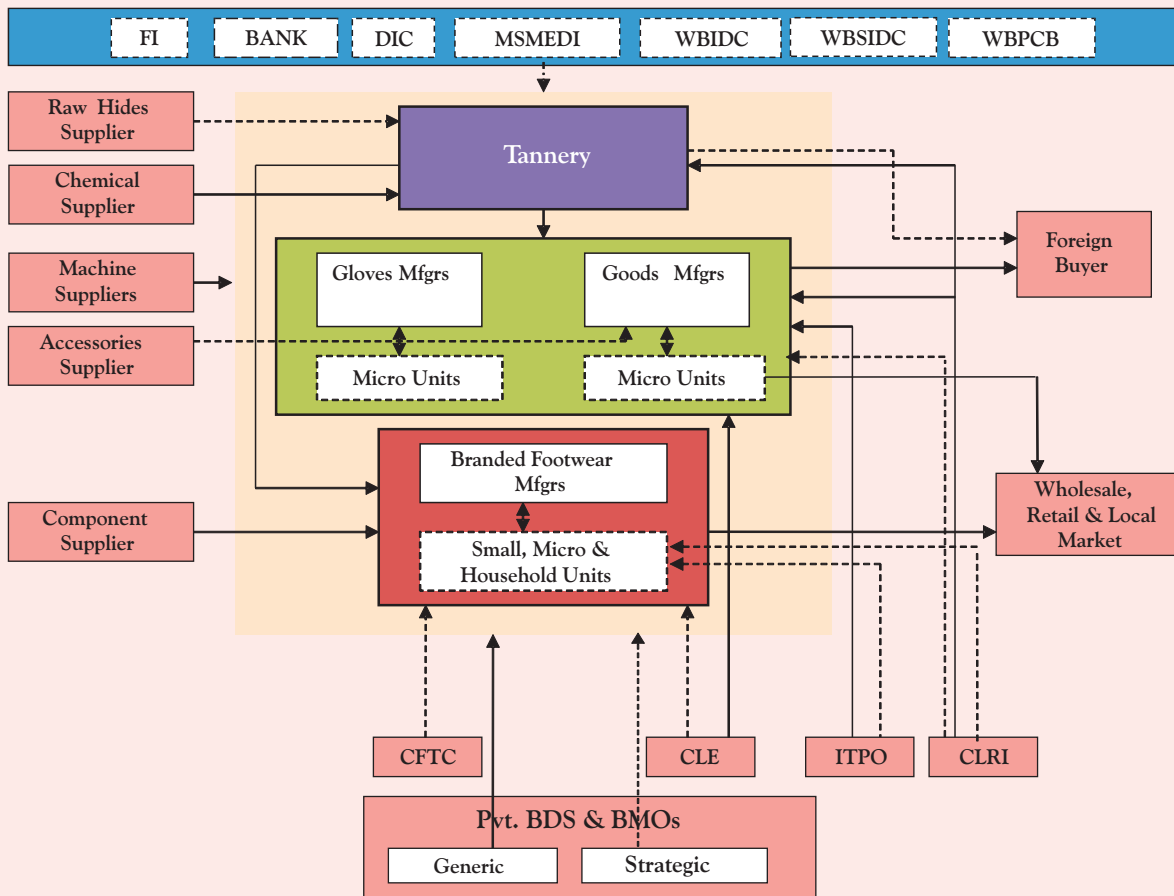 FI BANK DIC MSMEDI WBIDC WBSIDC WBPCB
Raw Hides
Supplier
Tannery
Chemical
Supplier
Foreign
Buyer
Machine
Suppliers
Gloves Mfgrs
Goods Mfgrs
Accessories
Supplier
Micro Units
Micro Units
Branded Footwear
Mfgrs
Component
Supplier
Small, Micro &
Household Units
Wholesale,
Retail & Local
Market
CFTC
CLE
ITPO
CLRI
Pvt. BDS & BMOs
Generic
Strategic